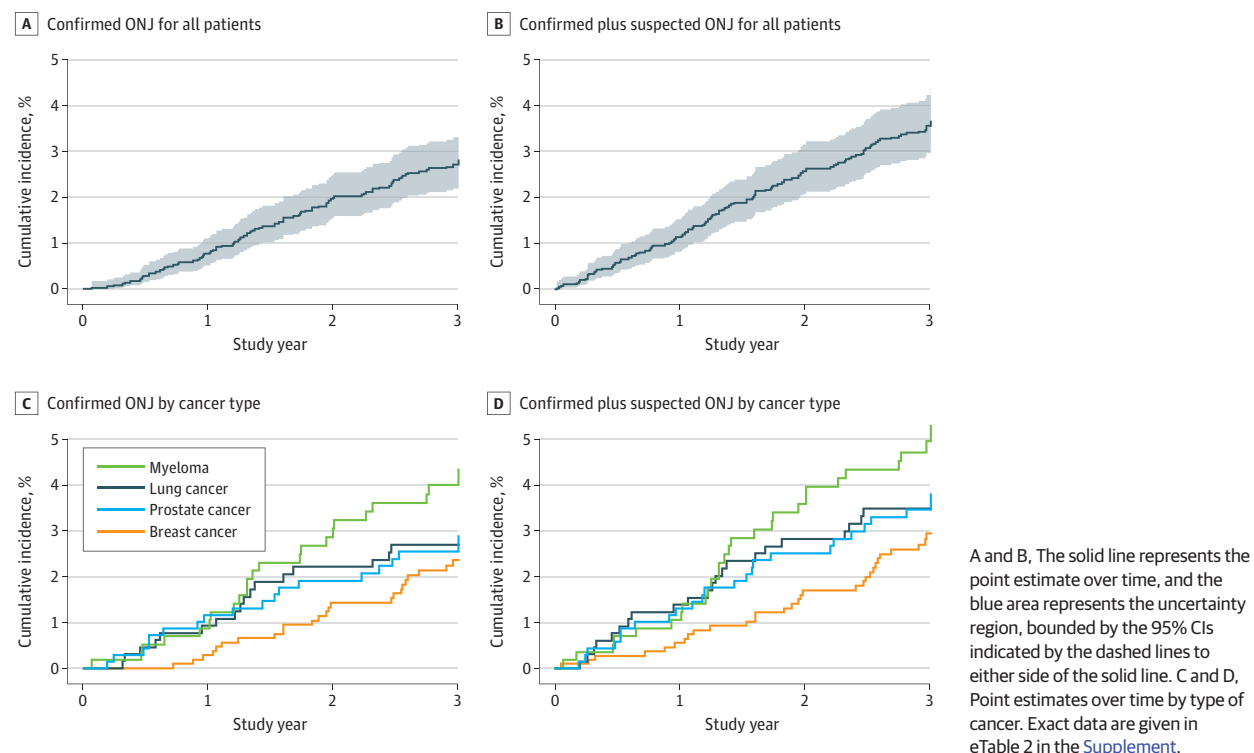 A Confirmed ONJ for all patients
5
4
3
2
1
0
Cumulative incidence, %
0 1 2 3
Study year
B Confirmed plus suspected ONJ for all patients
5
4
3
2
1
0
Cumulative incidence, %
0 1 2 3
Study year
C Confirmed ONJ by cancer type
5
4
3
2
1
0
Cumulative incidence, %
Myeloma
Lung cancer
Prostate cancer
Breast cancer
0 1 2 3
Study year
D Confirmed plus suspected ONJ by cancer type
5
4
3
2
1
0
Cumulative incidence, %
0 1 2 3
Study year
A and B, The solid line represents the
point estimate over time, and the
blue area represents the uncertainty
region, bounded by the 95% CIs
indicated by the dashed lines to
either side of the solid line. C and D,
Point estimates over time by type of
cancer. Exact data are given in
eTable 2 in the Supplement.